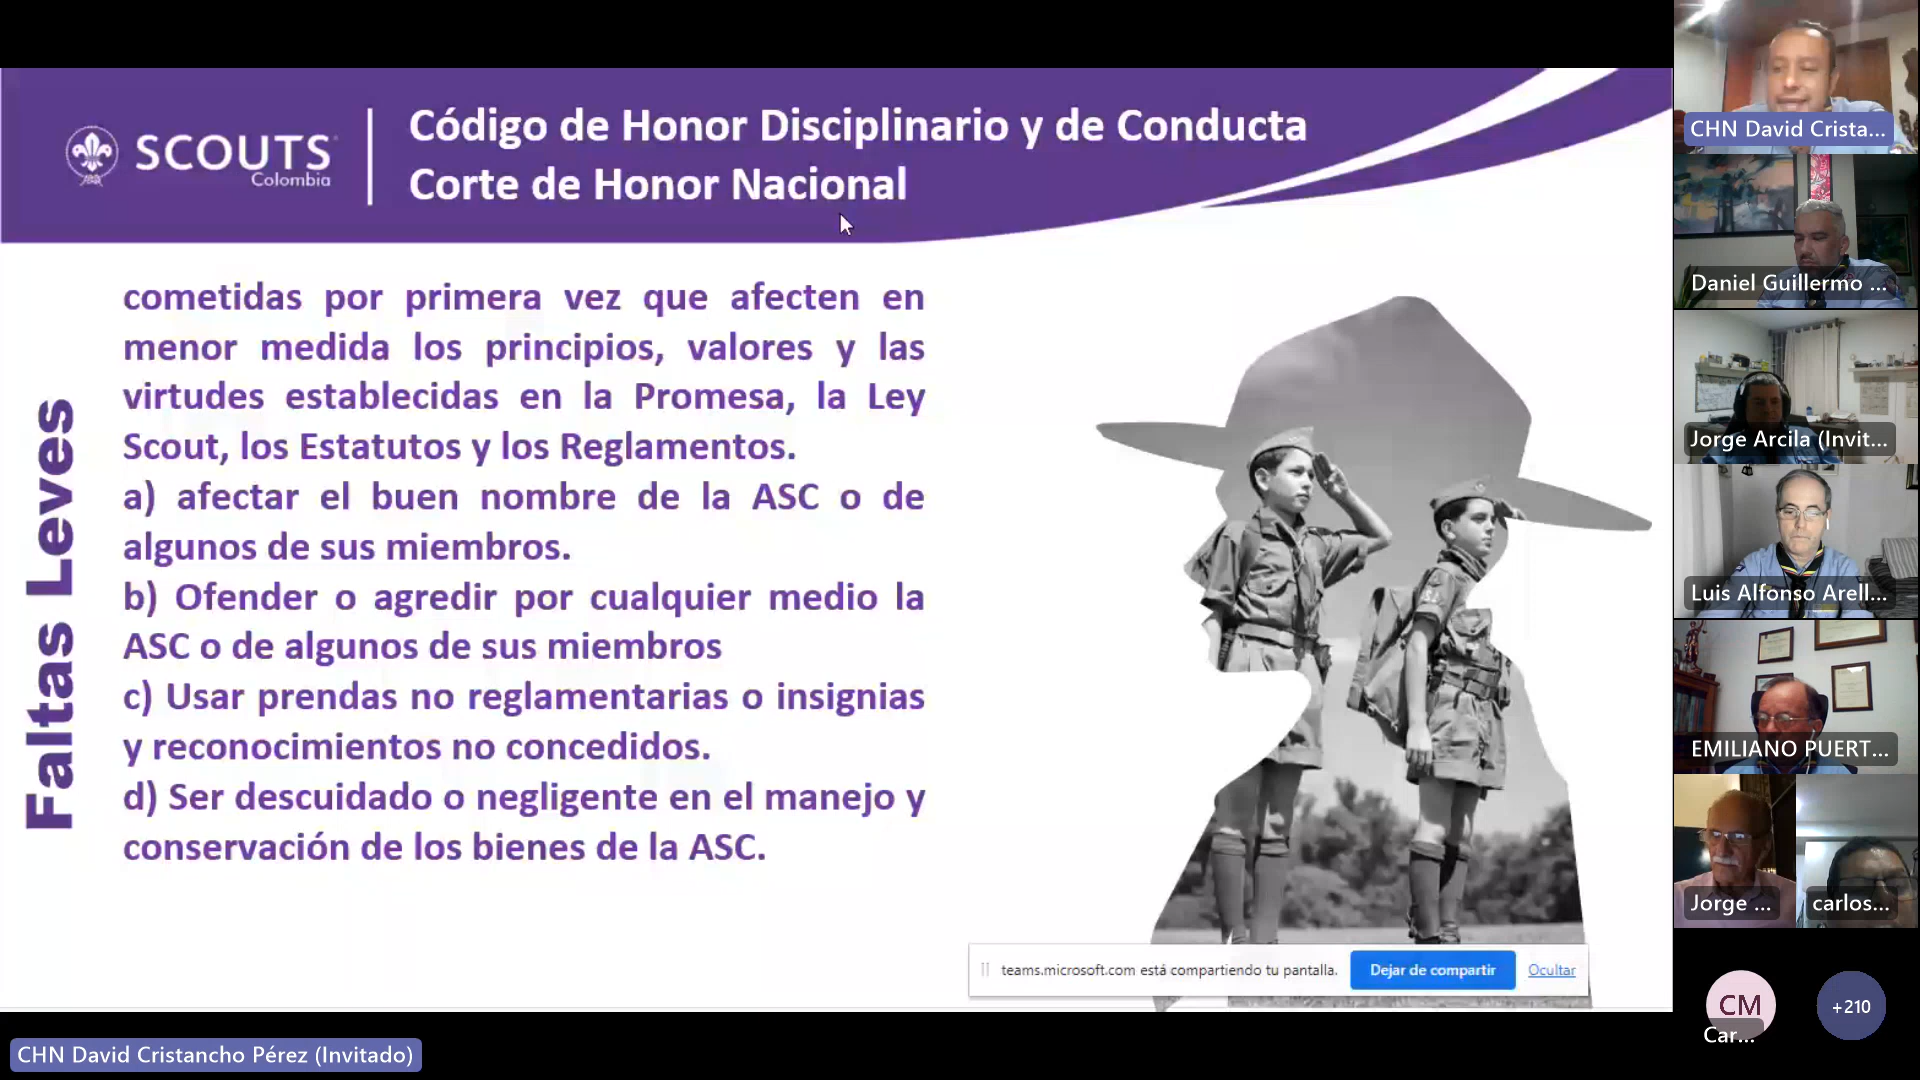 SCOUTS
Colombia
Código de Honor Disciplinario y de Conducta
Corte de Honor Nacional
Faltas Leves
cometidas por primera vez que afecten en
menor medida los principios, valores y las
virtudes establecidas en la Promesa, la Ley
Scout, los Estatutos y los Reglamentos.
a) afectar el buen nombre de la ASC o de
algunos de sus miembros.
b) Ofender o agredir por cualquier medio la
ASC o de algunos de sus miembros
c) Usar prendas no reglamentarias o insignias
y reconocimientos no concedidos.
d) Ser descuidado o negligente en el manejo y
conservación de los bienes de la ASC.
teams.microsoft.com está compartiendo tu pantalla.
Dejar de compartir
Ocultar
CHN David Cristancho Pérez (Invitado)
CHN David Crista...
Daniel Guillermo ...
Jorge Arcila (Invit...
Luis Alfonso Arell...
EMILIANO PUERT...
Jorge ...
carlos...
CM
Car...
+210